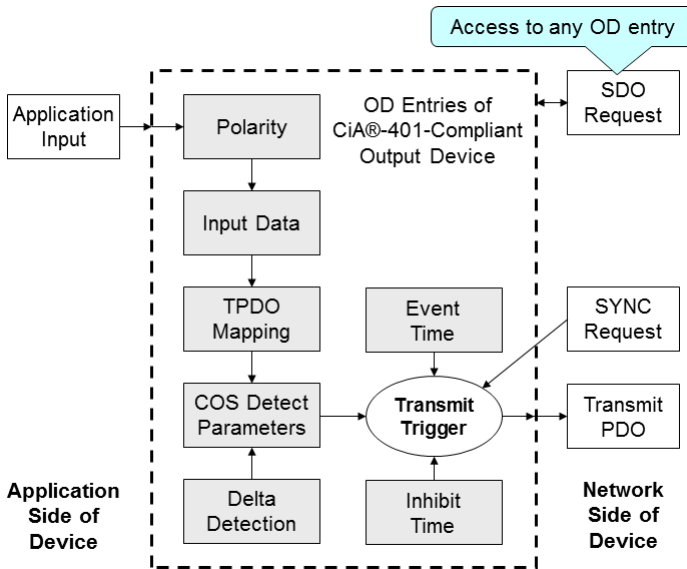 Access to any OD entry
Application
Input
Polarity
OD Entries of
CiA®-401-Compliant
Output Device
SDO
Request
Input Data
TPDO
Mapping
Event
Time
SYNC
Request
COS Detect
Parameters
Transmit
Trigger
Transmit
PDO
Application
Side of
Device
Delta
Detection
Inhibit
Time
Network
Side of
Device